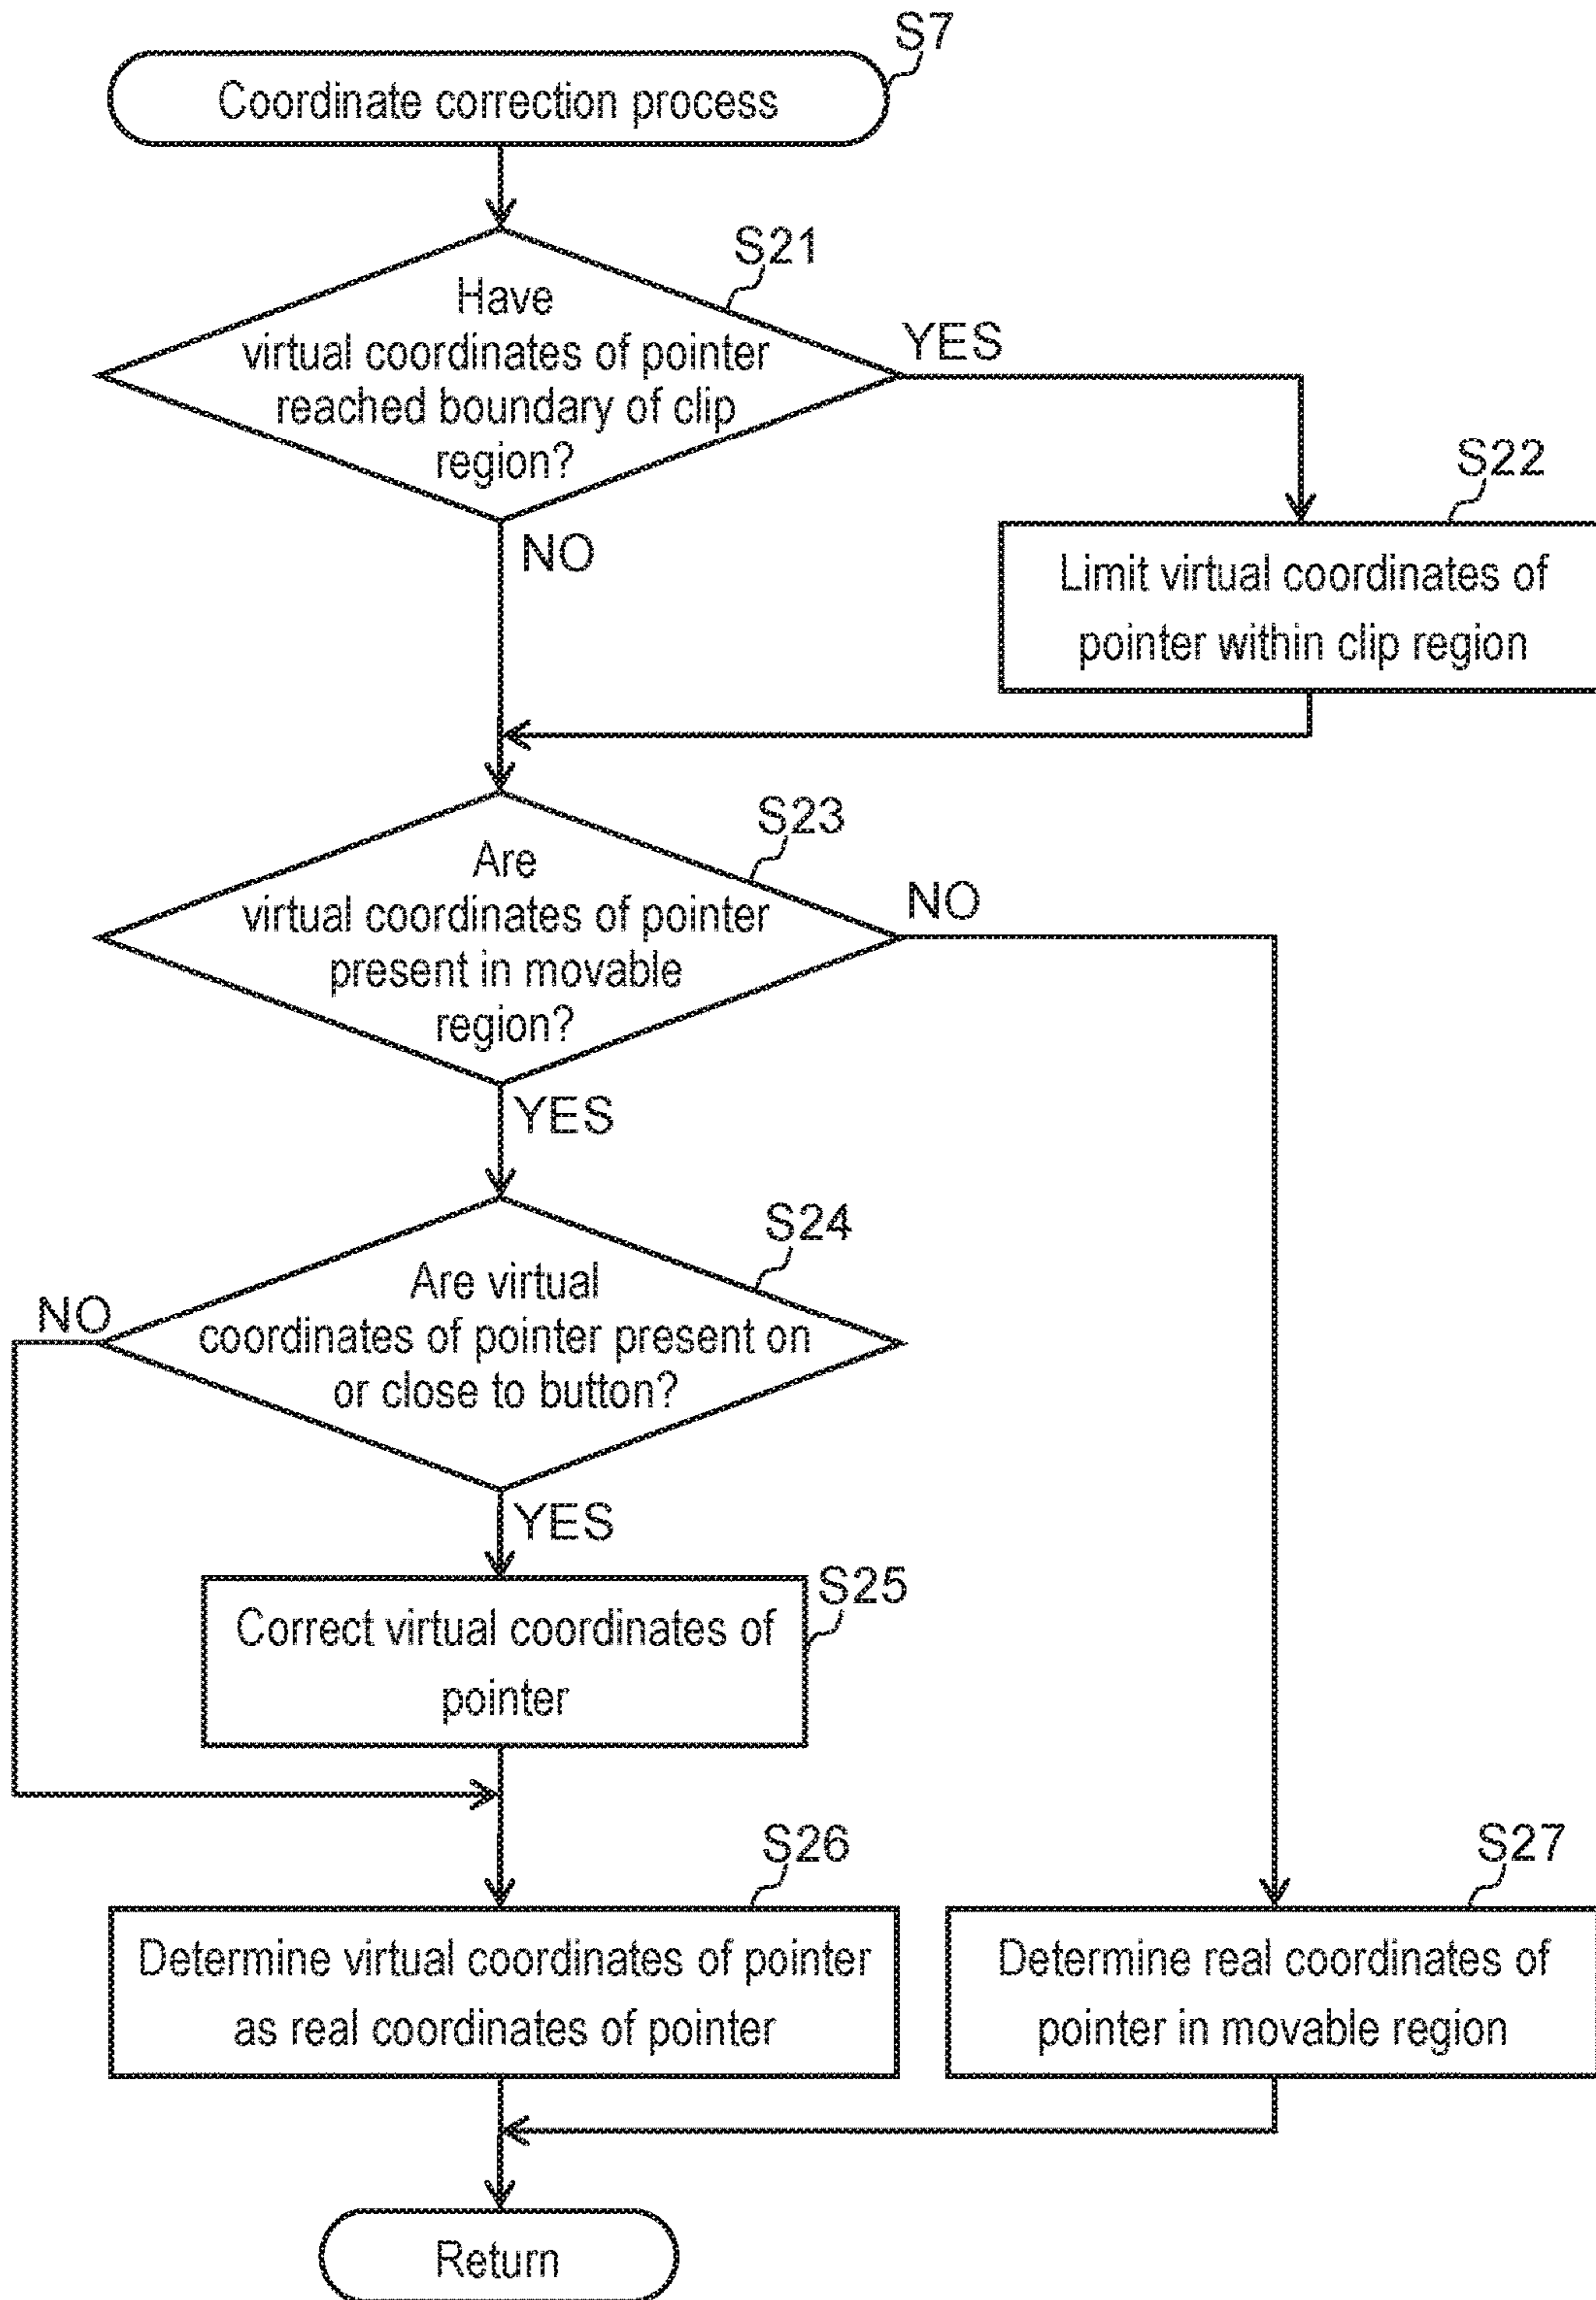 S7
Coordinate correction process
S21
Have
virtual coordinates of pointer
reached boundary of clip
region?
YES
NO
S22
Limit virtual coordinates of
pointer within clip region
S23
Are
virtual coordinates of pointer
present in movable
region?
NO
YES
S24
Are virtual
coordinates of pointer present on
or close to button?
NO
YES
S25
Correct virtual coordinates of
pointer
S26
Determine virtual coordinates of pointer
as real coordinates of pointer
S27
Determine real coordinates of
pointer in movable region
Return